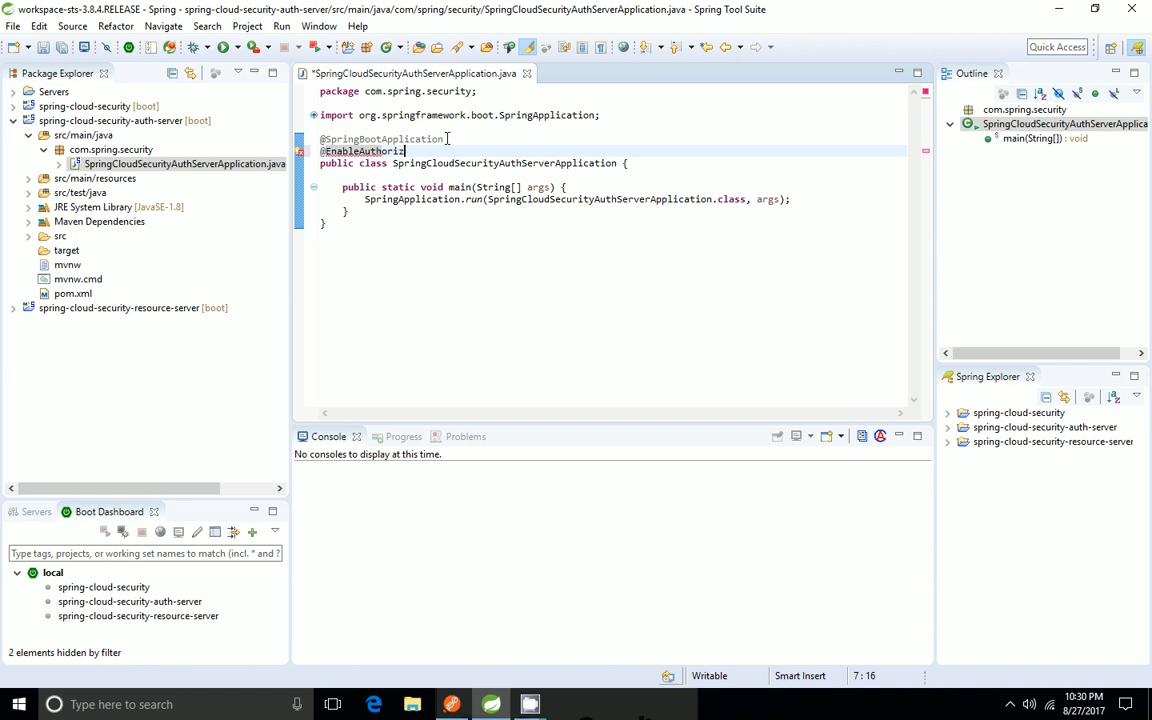 workspace-sts-3.8.4.RELEASE - Spring - spring-cloud-security-auth-server/src/main/java/com/spring/security/SpringCloudSecurityAuthServerApplication.java - Spring Tool Suite
File Edit Source Refactor Navigate Search Project Run Window Help
Quick Access
Package Explorer
Servers
spring-cloud-security [boot]
spring-cloud-security-auth-server [boot]
src/main/java
com.spring.security
SpringCloudSecurityAuthServerApplication.java
src/main/resources
src/test/java
JRE System Library [JavaSE-1.8]
Maven Dependencies
src
target
mvnw
mvnw.cmd
pom.xml
spring-cloud-security-resource-server [boot]
*SpringCloudSecurityAuthServerApplication.java
package com.spring.security;
import org.springframework.boot.SpringApplication;
@SpringBootApplication
@EnableAuthoriz
public class SpringCloudSecurityAuthServerApplication {
public static void main(String[] args) {
SpringApplication.run(SpringCloudSecurityAuthServerApplication.class, args);
}
}
Outline
com.spring.security
SpringCloudSecurityAuthServerApplica
main(String[]) : void
Spring Explorer
spring-cloud-security
spring-cloud-security-auth-server
spring-cloud-security-resource-server
Console Progress Problems
No consoles to display at this time.
Servers Boot Dashboard
Type tags, projects, or working set names to match (incl. * and ?
local
spring-cloud-security
spring-cloud-security-auth-server
spring-cloud-security-resource-server
2 elements hidden by filter
Writable Smart Insert 7 : 16
Type here to search
10:30 PM
8/27/2017